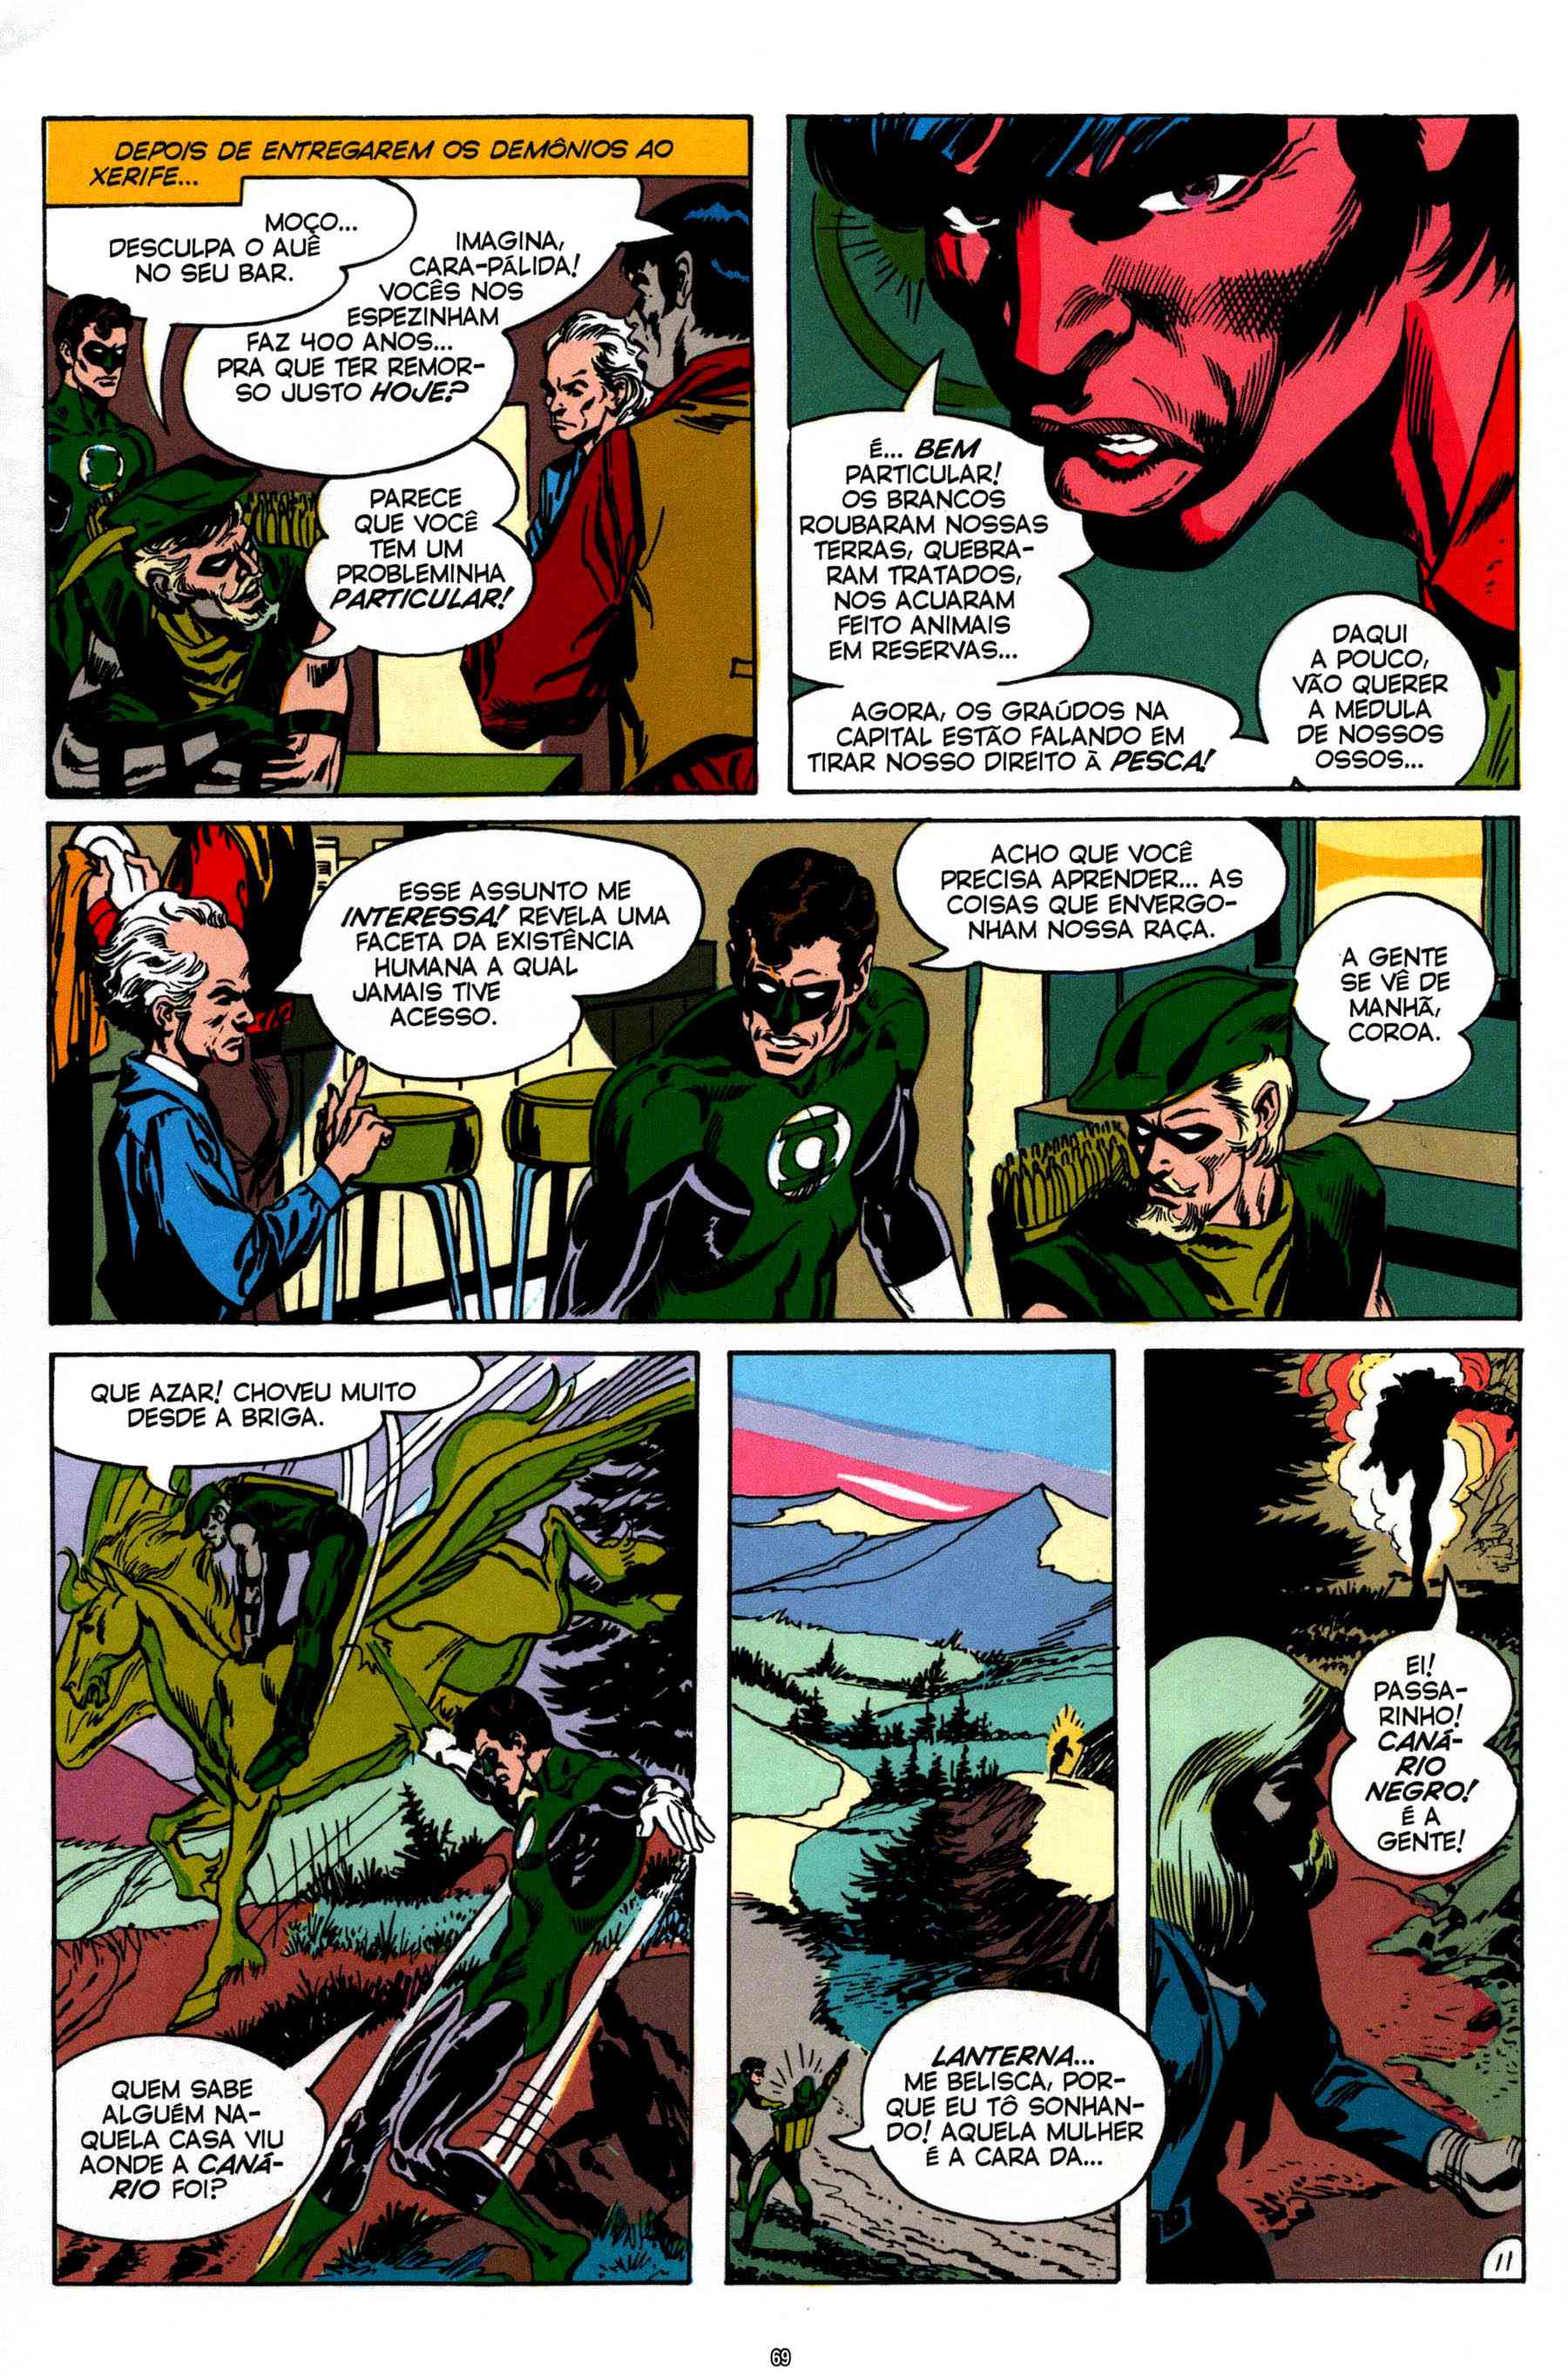 DEPOIS DE ENTREGAREM OS DEMÔNIOS AO
XERIFE...
MOÇO...
DESCULPA O AUÊ
NO SEU BAR.
IMAGINA,
CARA-PÁLIDA!
VOCÊS NOS
ESPEZINHAM
FAZ 400 ANOS...
PRA QUE TER REMOR-
SO JUSTO HOJE?
PARECE
QUE VOCÊ
TEM UM
PROBLEMINHA
PARTICULAR!
É... BEM
PARTICULAR!
OS BRANCOS
ROUBARAM NOSSAS
TERRAS, QUEBRA-
RAM TRATADOS,
NOS ACUARAM
FEITO ANIMAIS
EM RESERVAS...
AGORA, OS GRAÚDOS NA
CAPITAL ESTÃO FALANDO EM
TIRAR NOSSO DIREITO À PESCA!
DAQUI
A POUCO,
VÃO QUERER
A MEDULA
DE NOSSOS
OSSOS...
ESSE ASSUNTO ME
INTERESSA! REVELA UMA
FACETA DA EXISTÊNCIA
HUMANA A QUAL
JAMAIS TIVE
ACESSO.
ACHO QUE VOCÊ
PRECISA APRENDER... AS
COISAS QUE ENVERGO-
NHAM NOSSA RAÇA.
A GENTE
SE VÊ DE
MANHÃ,
COROA.
QUE AZAR! CHOVEU MUITO
DESDE A BRIGA.
QUEM SABE
ALGUÉM NA-
QUELA CASA VIU
AONDE A CANÁ-
RIO FOI?
LANTERNA...
ME BELISCA, POR-
QUE EU TÔ SONHAN-
DO! AQUELA MULHER
É A CARA DA...
EI!
PASSA-
RINHO!
CANÁ-
RIO
NEGRO!
É A
GENTE!
11
69